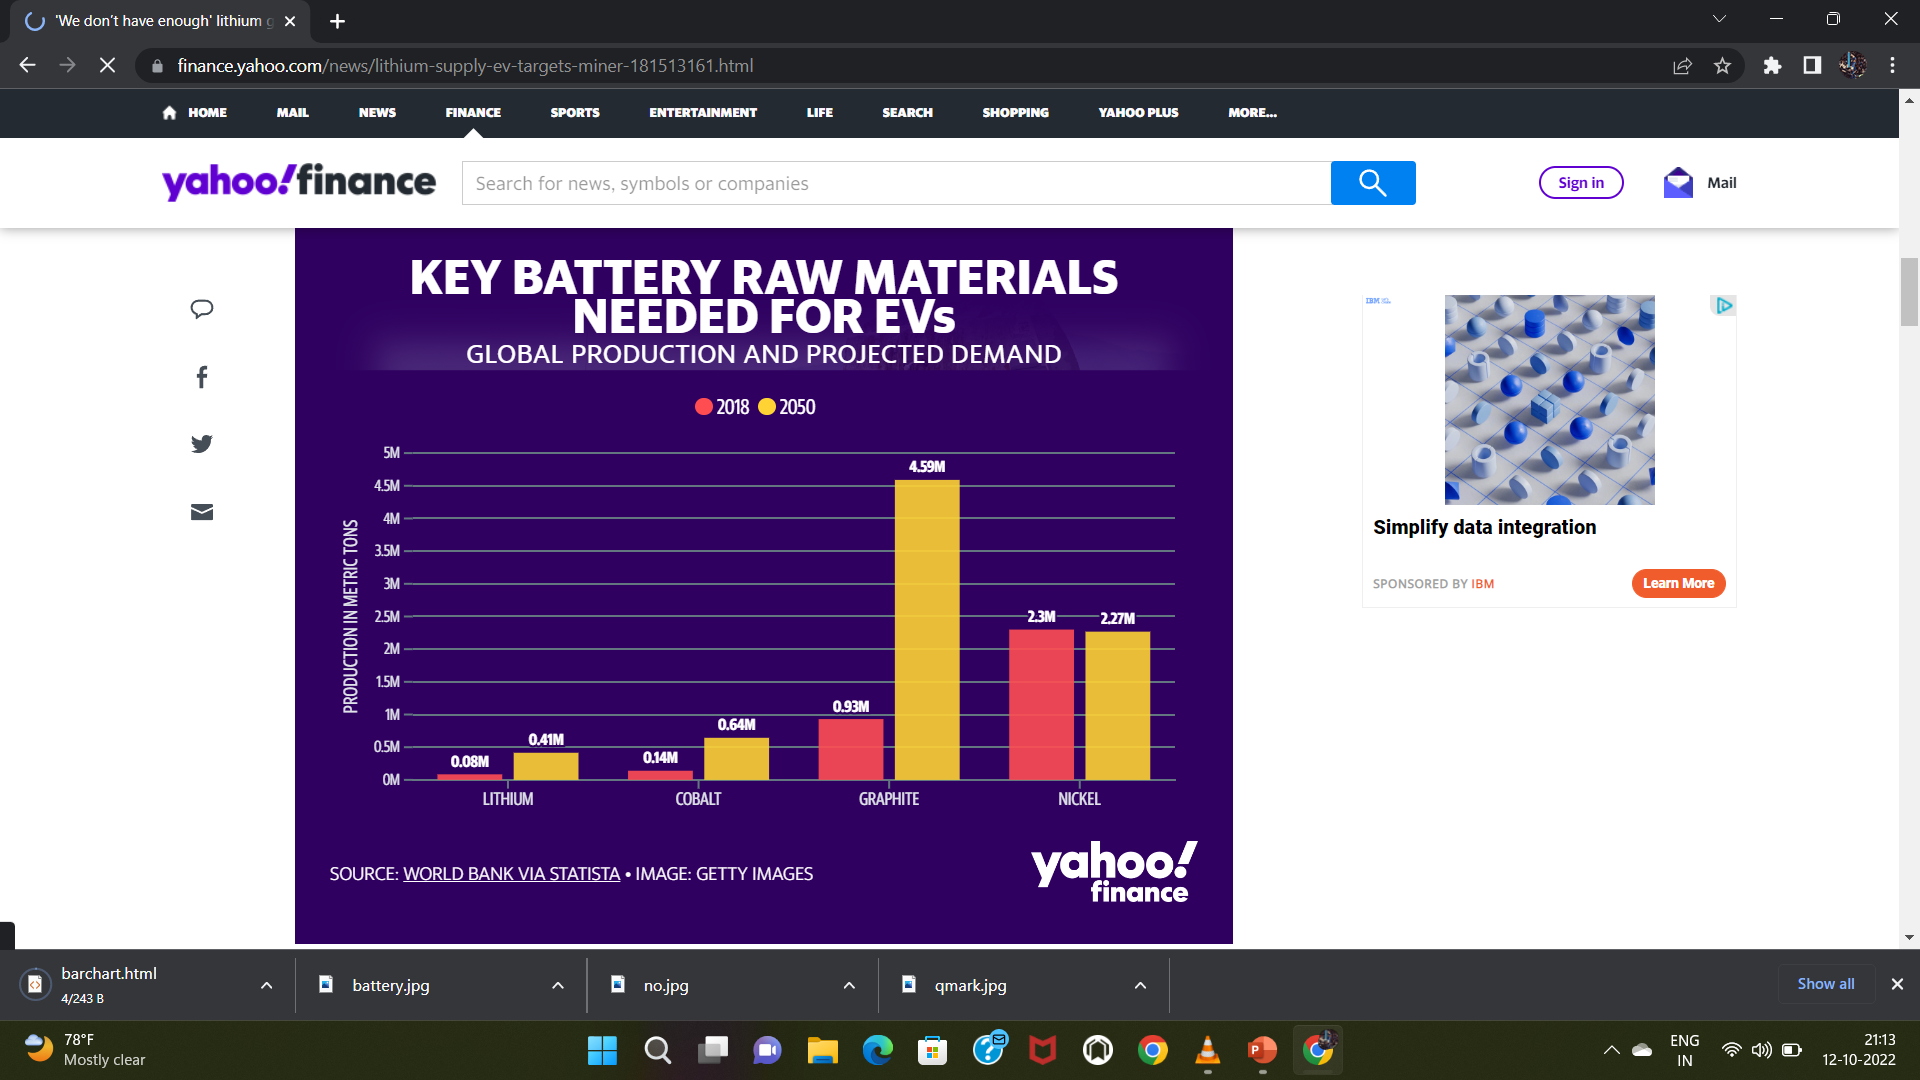 'We don't have enough' lithium g
finance.yahoo.com/news/lithium-supply-ev-targets-miner-181513161.html
HOME MAIL NEWS FINANCE SPORTS ENTERTAINMENT LIFE SEARCH SHOPPING YAHOO PLUS MORE...
yahoo!finance
Search for news, symbols or companies
Sign in
Mail
KEY BATTERY RAW MATERIALS
NEEDED FOR EVs
GLOBAL PRODUCTION AND PROJECTED DEMAND
2018 2050
PRODUCTION IN METRIC TONS
5M
4.5M
4M
3.5M
3M
2.5M
2M
1.5M
1M
0.5M
0M
0.08M
0.41M
0.14M
0.64M
0.93M
4.59M
2.3M
2.27M
LITHIUM COBALT GRAPHITE NICKEL
SOURCE: WORLD BANK VIA STATISTA • IMAGE: GETTY IMAGES
yahoo!
finance
IBM
Simplify data integration
SPONSORED BY IBM
Learn More
barchart.html
4/243 B
battery.jpg
no.jpg
qmark.jpg
Show all
78°F
Mostly clear
ENG
IN
21:13
12-10-2022